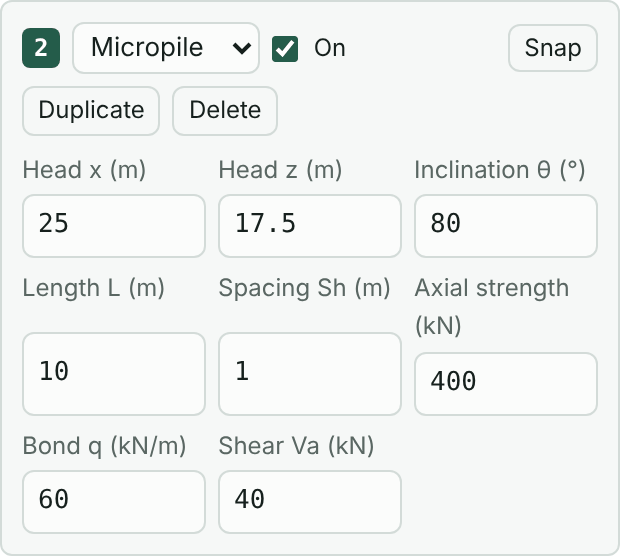 2 Micropile On Snap
Duplicate Delete
Head x (m) Head z (m) Inclination θ (°)
25 17.5 80
Length L (m) Spacing Sh (m) Axial strength
(kN)
10 1 400
Bond q (kN/m) Shear Va (kN)
60 40